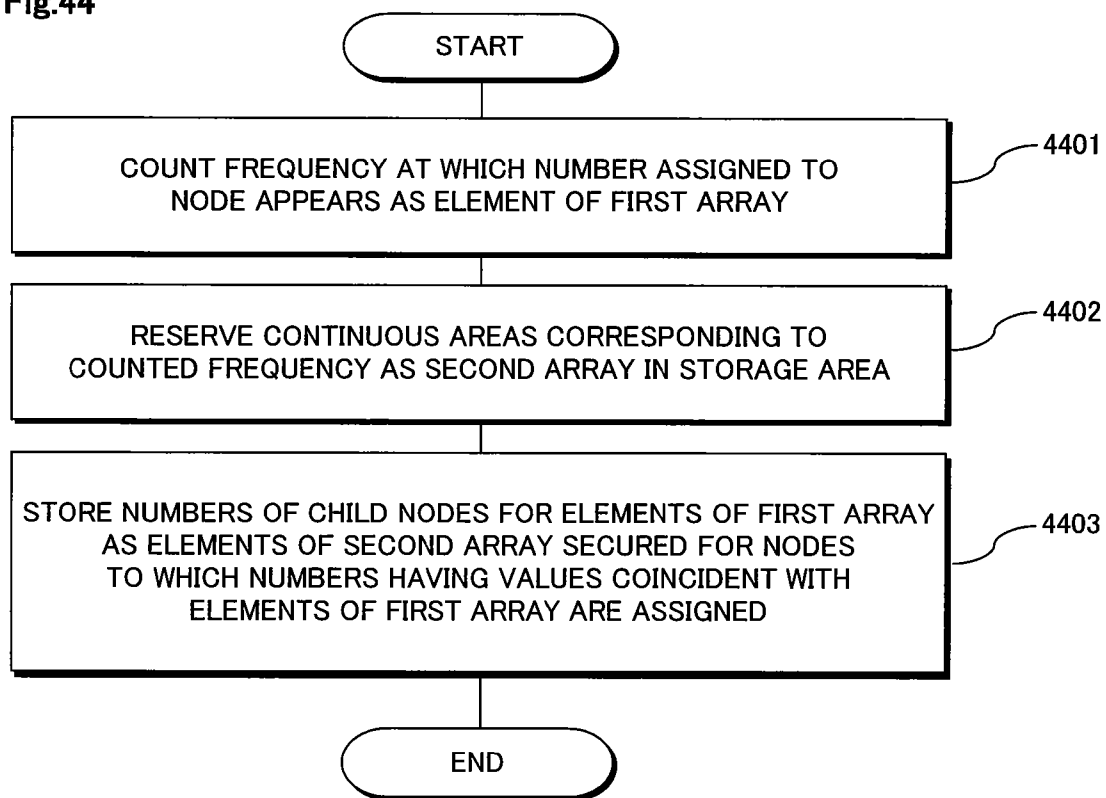 Fig.44
START
COUNT FREQUENCY AT WHICH NUMBER ASSIGNED TO
NODE APPEARS AS ELEMENT OF FIRST ARRAY
4401
RESERVE CONTINUOUS AREAS CORRESPONDING TO
COUNTED FREQUENCY AS SECOND ARRAY IN STORAGE AREA
4402
STORE NUMBERS OF CHILD NODES FOR ELEMENTS OF FIRST ARRAY
AS ELEMENTS OF SECOND ARRAY SECURED FOR NODES
TO WHICH NUMBERS HAVING VALUES COINCIDENT WITH
ELEMENTS OF FIRST ARRAY ARE ASSIGNED
4403
END